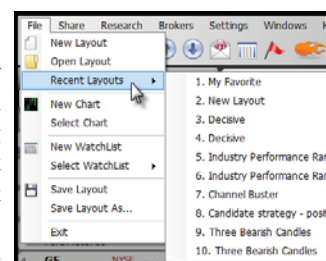 File Share Research Brokers Settings Windows
New Layout
Open Layout
Recent Layouts
New Chart
Select Chart
New WatchList
Select WatchList
Save Layout
Save Layout As...
Exit
1. My Favorite
2. New Layout
3. Decisive
4. Decisive
5. Industry Performance
6. Industry Performance
7. Channel Buster
8. Candidate strategy -
9. Three Bearish Candles
10. Three Bearish Candles
GE NYSE